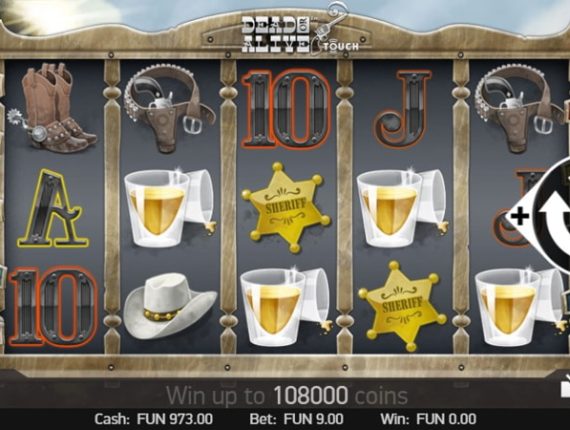 DEAD OR
ALIVE TOUCH
10 J
A SHERIFF J
10 SHERIFF
Win up to 108000 coins
Cash: FUN 973.00 Bet: FUN 9.00 Win: FUN 0.00